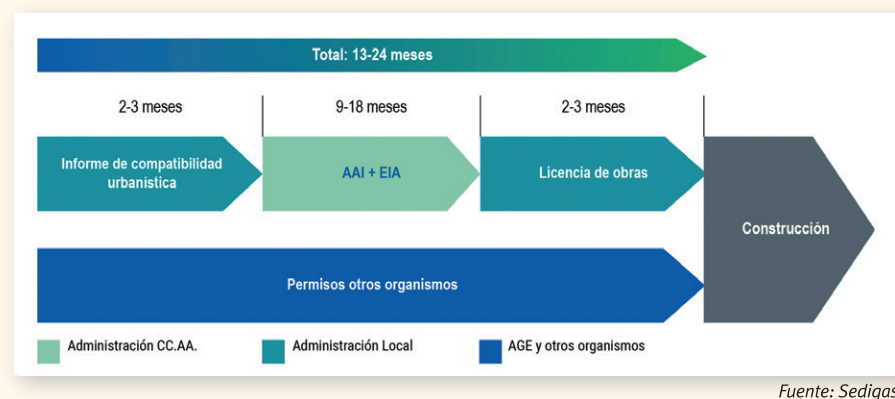 Total: 13-24 meses
2-3 meses
9-18 meses
2-3 meses
Informe de compatibilidad
urbanística
AAI + EIA
Licencia de obras
Construcción
Permisos otros organismos
Administración CC.AA.
Administración Local
AGE y otros organismos
Fuente: Sedigas